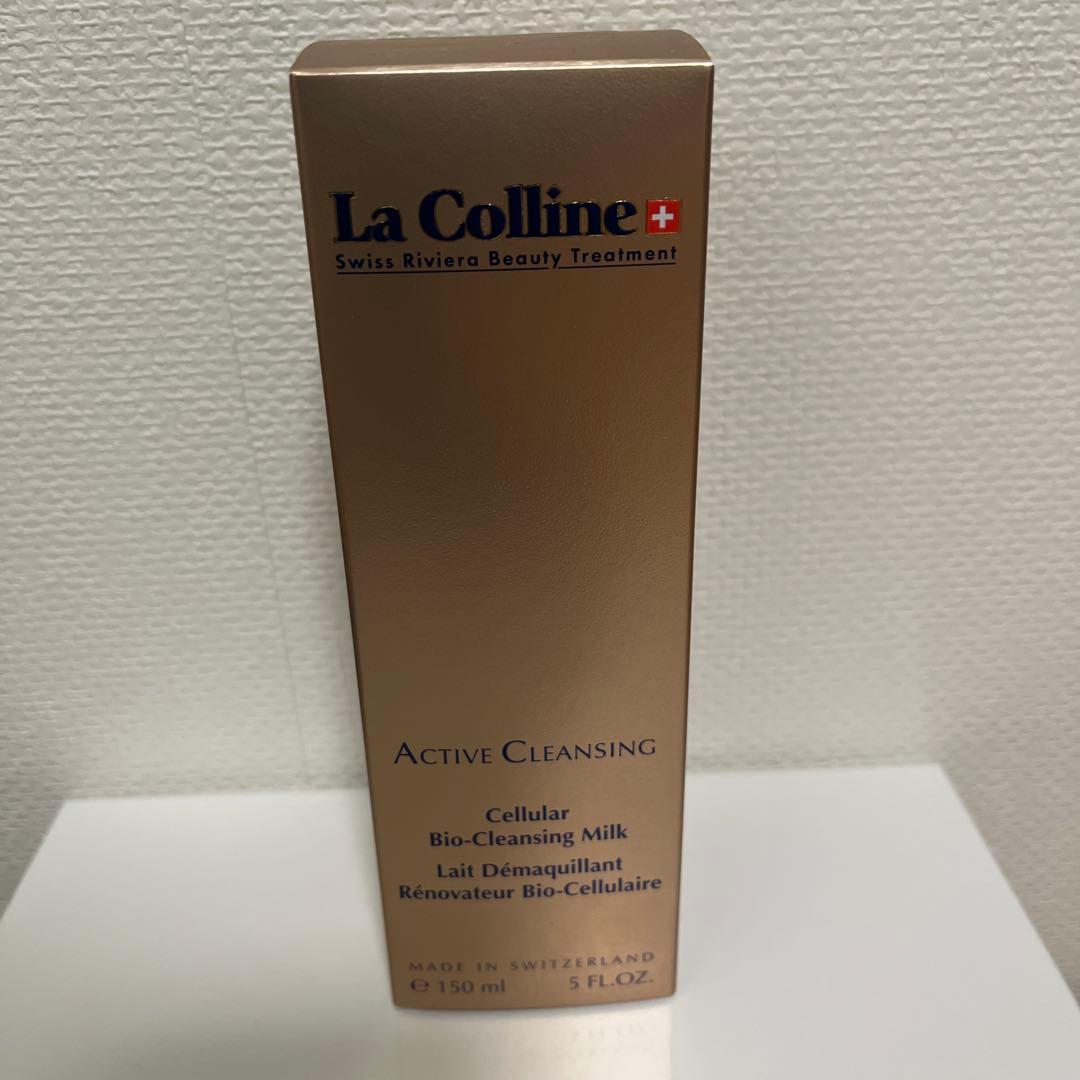 La Colline
Swiss Riviera Beauty Treatment
ACTIVE CLEANSING
Cellular
Bio-Cleansing Milk
Lait Démaquillant
Rénovateur Bio-Cellulaire
MADE IN SWITZERLAND
℮ 150 ml 5 FL.OZ.